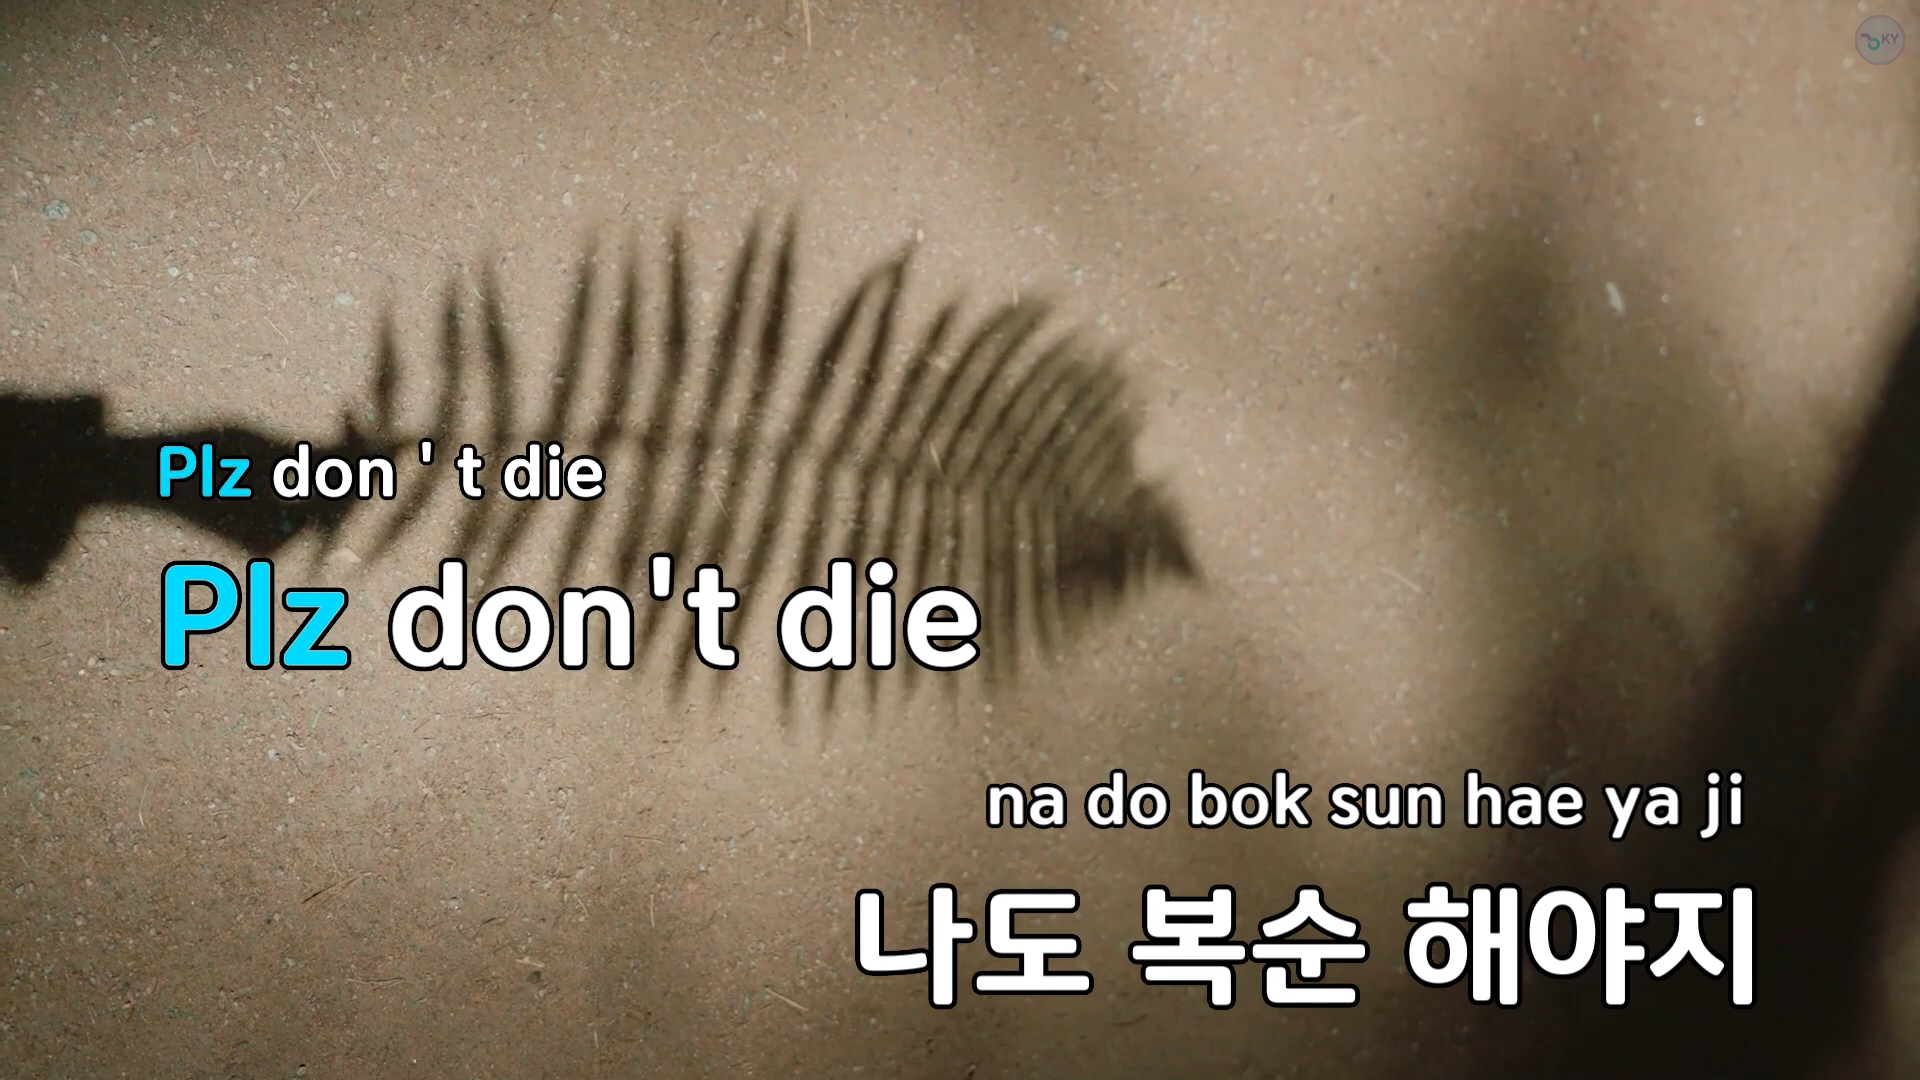 KY
Plz don ' t die
Plz don't die
na do bok sun hae ya ji
나도 복순 해야지